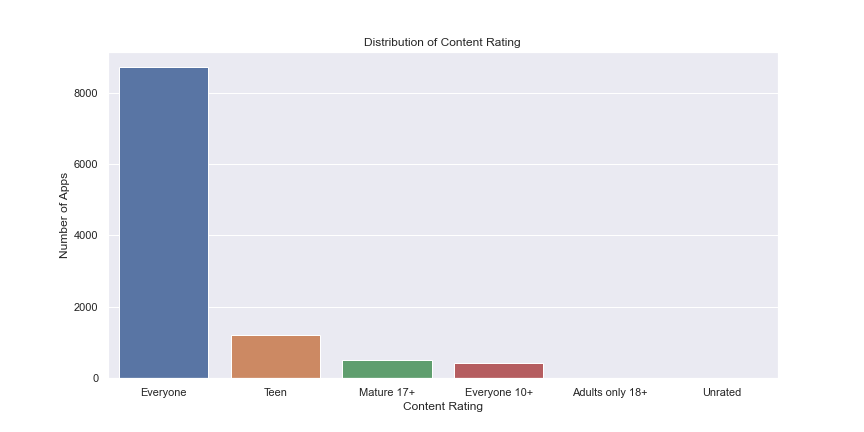 Distribution of Content Rating
Number of Apps
8000
6000
4000
2000
0
Everyone Teen Mature 17+ Everyone 10+ Adults only 18+ Unrated
Content Rating